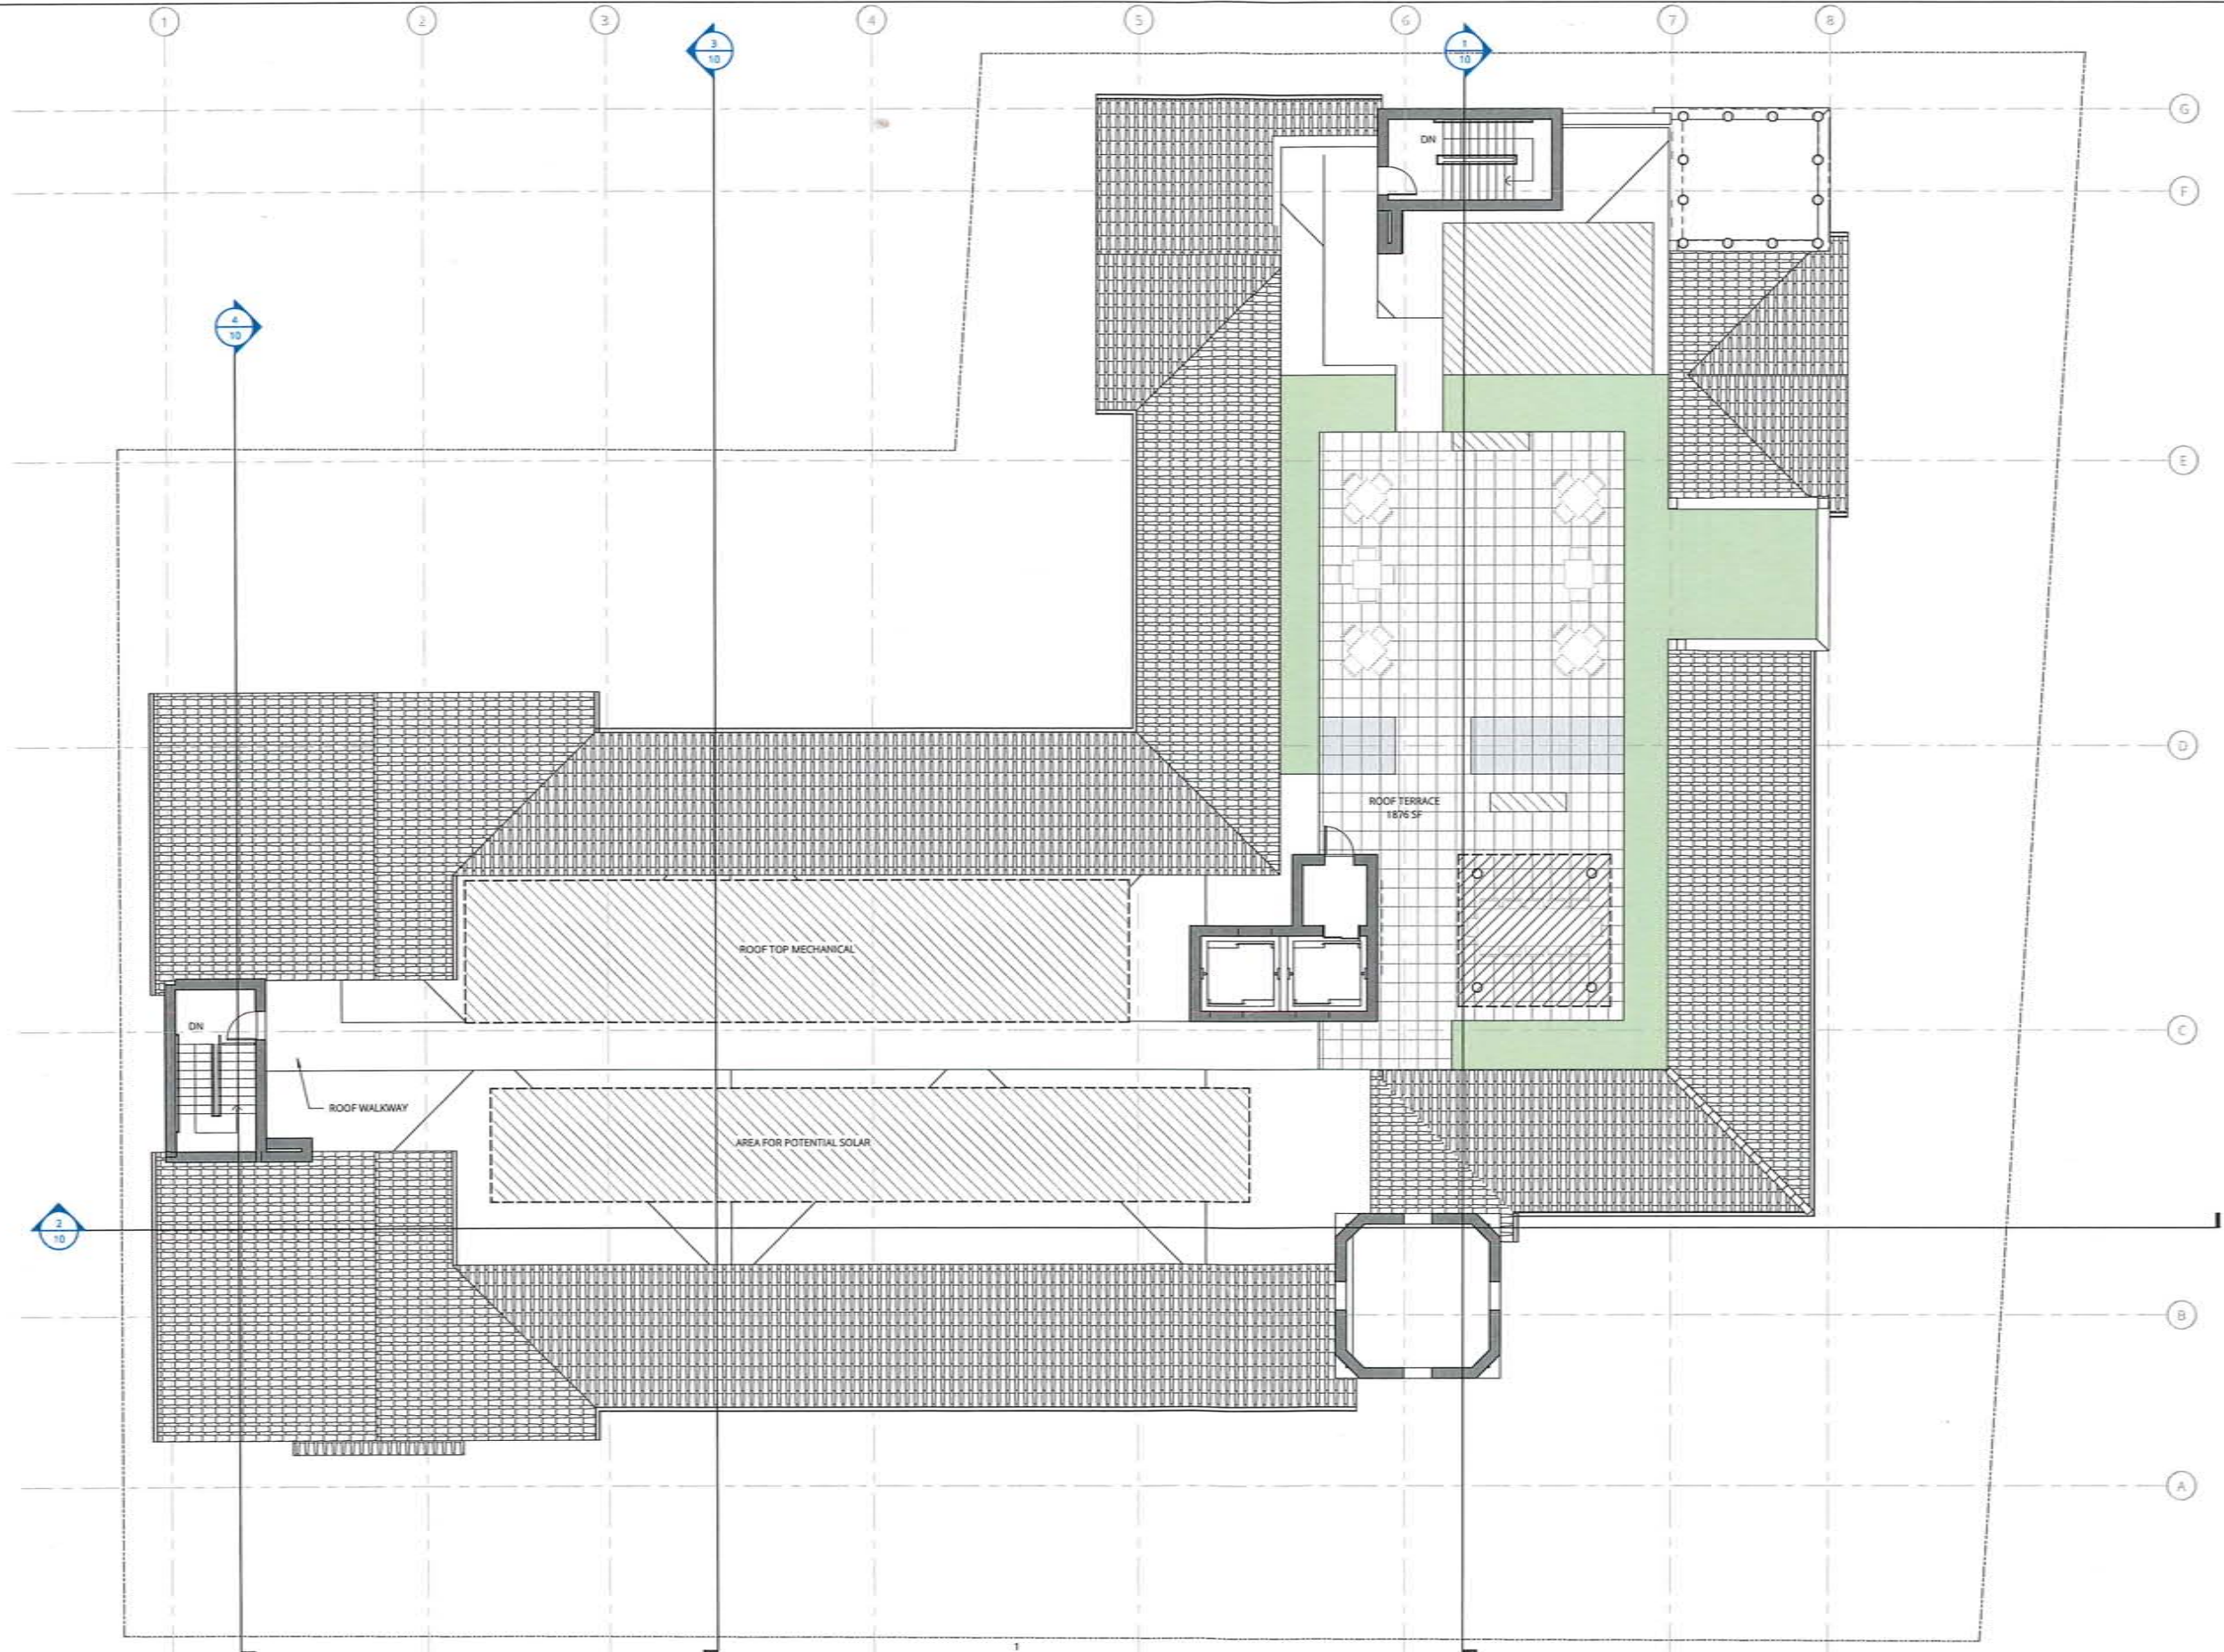 1 2 3 4 5 6 7 8
3
10
1
10
G
DN
F
4
10
E
D
ROOF TERRACE
1876 SF
ROOF TOP MECHANICAL
DN
C
ROOF WALKWAY
AREA FOR POTENTIAL SOLAR
2
10
B
A
1